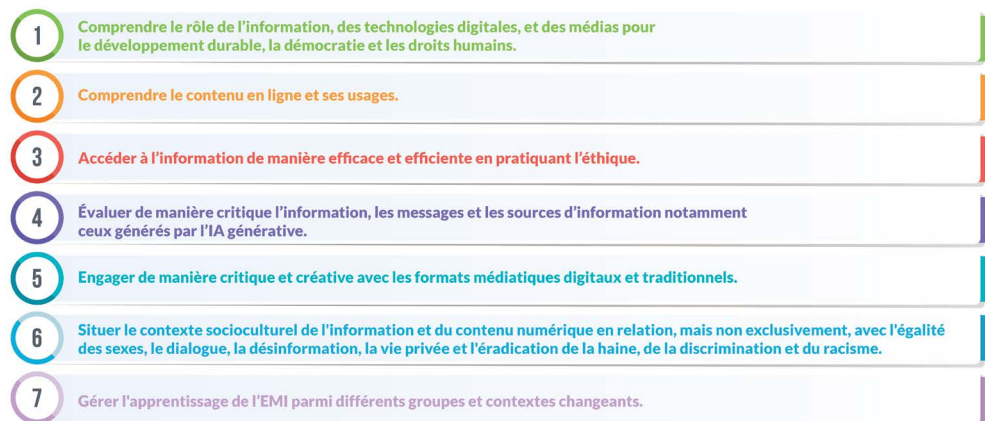 1
Comprendre le rôle de l'information, des technologies digitales, et des médias pour
le développement durable, la démocratie et les droits humains.
2
Comprendre le contenu en ligne et ses usages.
3
Accéder à l'information de manière efficace et efficiente en pratiquant l'éthique.
4
Évaluer de manière critique l'information, les messages et les sources d'information notamment
ceux générés par l'IA générative.
5
Engager de manière critique et créative avec les formats médiatiques digitaux et traditionnels.
6
Situer le contexte socioculturel de l'information et du contenu numérique en relation, mais non exclusivement, avec l'égalité
des sexes, le dialogue, la désinformation, la vie privée et l'éradication de la haine, de la discrimination et du racisme.
7
Gérer l'apprentissage de l'EMI parmi différents groupes et contextes changeants.